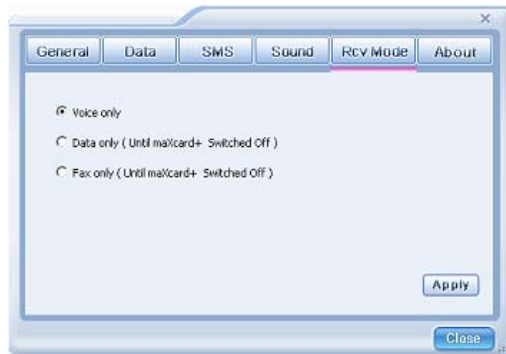 General Data SMS Sound Rcv Mode About
Voice only
Data only ( Until maXcard+ Switched Off )
Fax only ( Until maXcard+ Switched Off )
Apply
Close